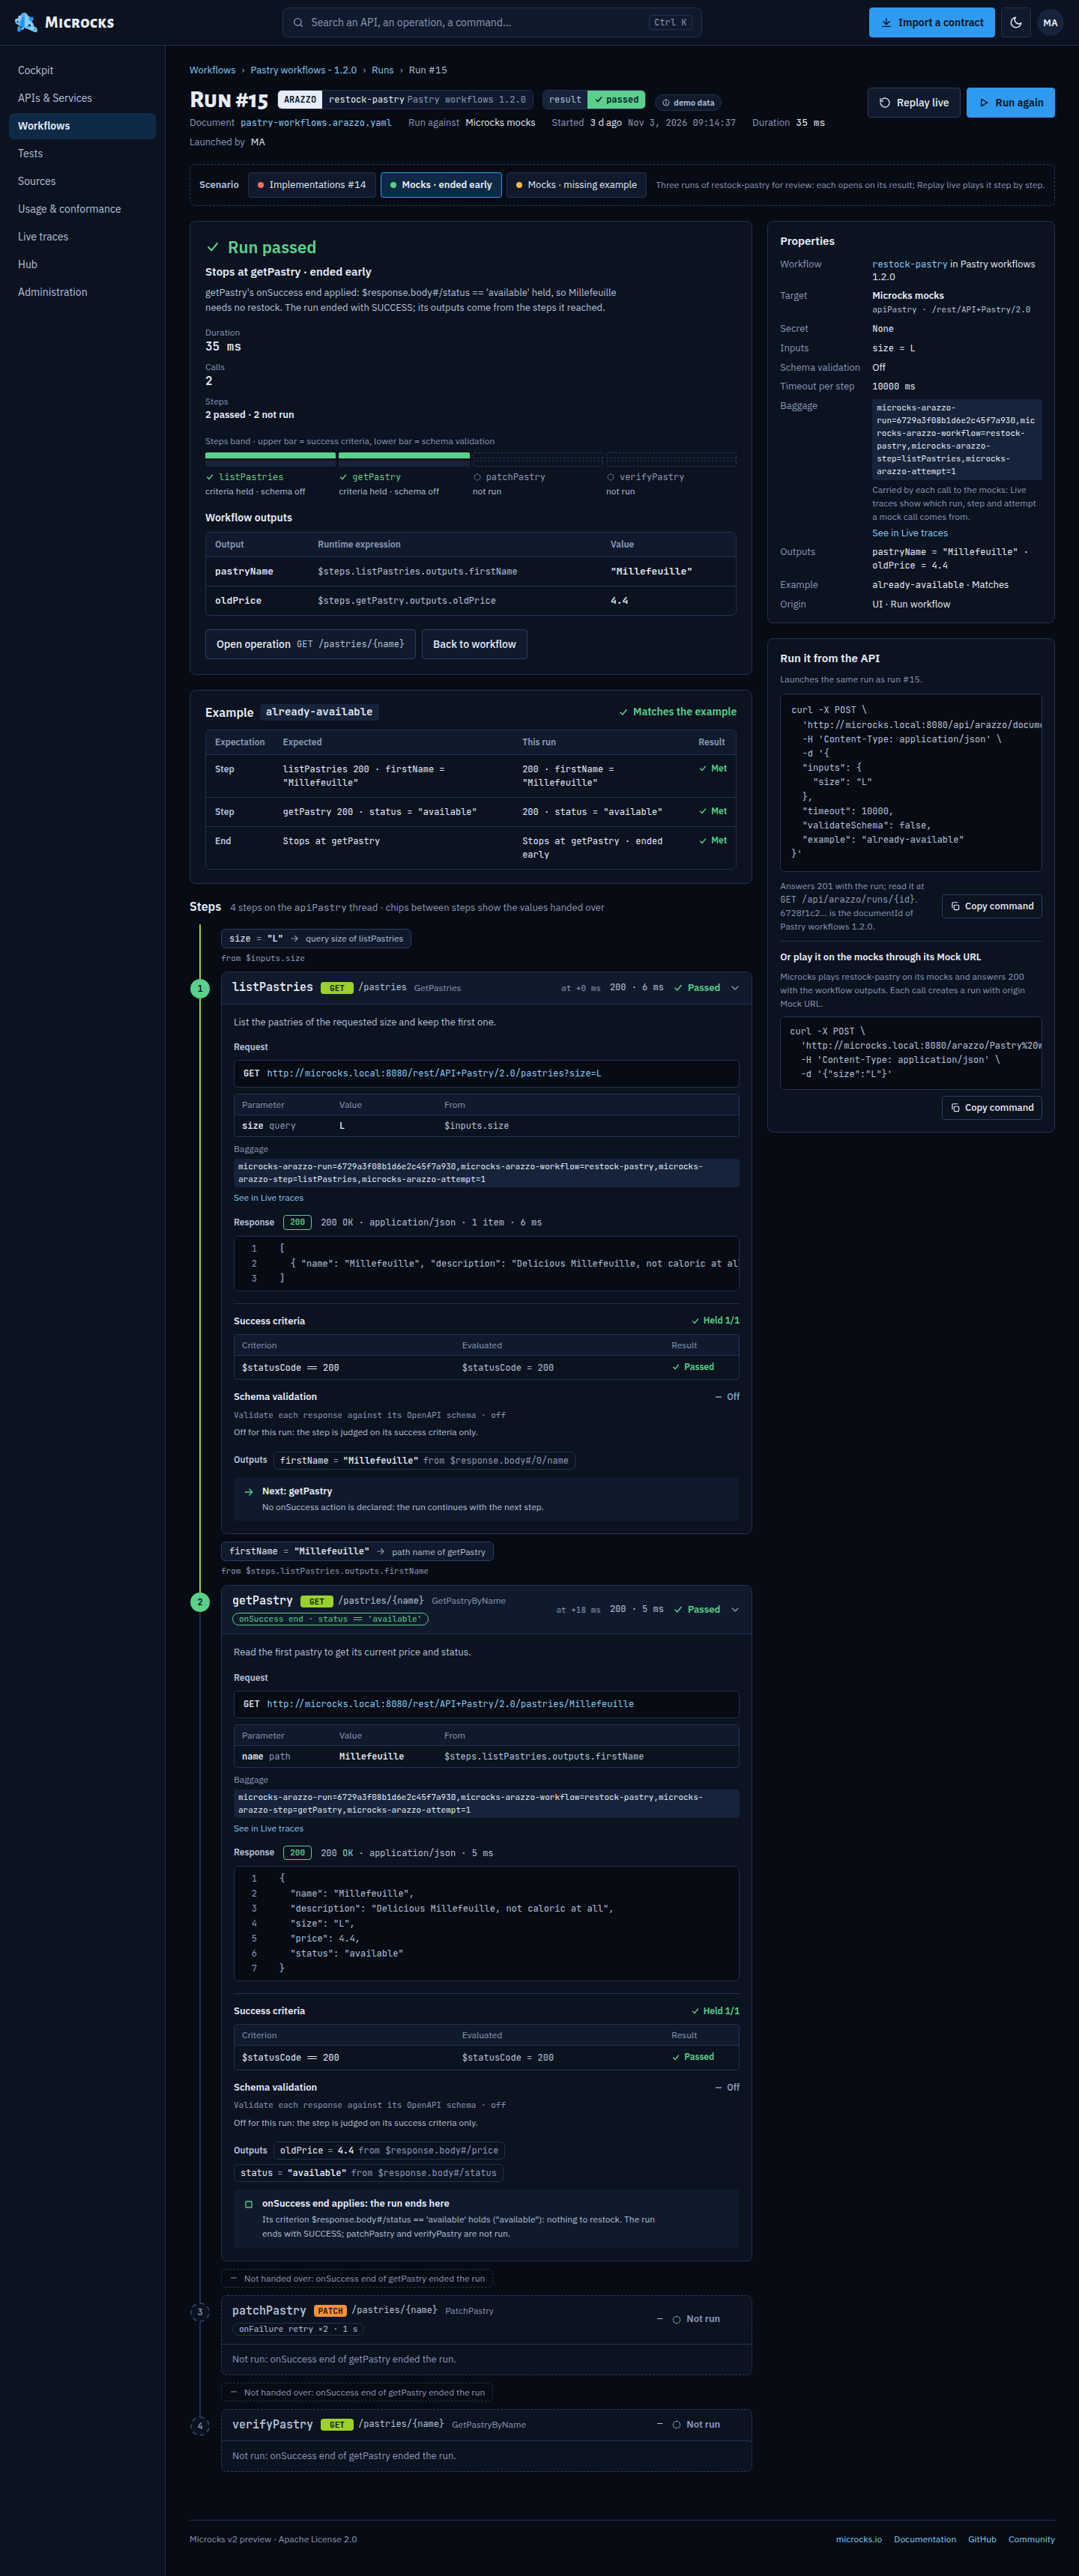 Microcks
Search an API, an operation, a command...
Ctrl K
Import a contract
MA
Cockpit
APIs & Services
Workflows
Tests
Sources
Usage & conformance
Live traces
Hub
Administration
Workflows › Pastry workflows - 1.2.0 › Runs › Run #15
Run #15 ARAZZO restock-pastry Pastry workflows 1.2.0 result passed demo data
Replay live
Run again
Document pastry-workflows.arazzo.yaml Run against Microcks mocks Started 3 d ago Nov 3, 2026 09:14:37 Duration 35 ms
Launched by MA
Scenario Implementations #14 Mocks · ended early Mocks · missing example Three runs of restock-pastry for review: each opens on its result; Replay live plays it step by step.
Run passed
Stops at getPastry · ended early
getPastry's onSuccess end applied: $response.body#/status == 'available' held, so Millefeuille
needs no restock. The run ended with SUCCESS; its outputs come from the steps it reached.
Duration
35 ms
Calls
2
Steps
2 passed · 2 not run
Steps band · upper bar = success criteria, lower bar = schema validation
listPastries getPastry patchPastry verifyPastry
criteria held · schema off criteria held · schema off not run not run
Workflow outputs
Output Runtime expression Value
pastryName $steps.listPastries.outputs.firstName "Millefeuille"
oldPrice $steps.getPastry.outputs.oldPrice 4.4
Open operation GET /pastries/{name}
Back to workflow
Example already-available Matches the example
Expectation Expected This run Result
Step listPastries 200 · firstName = 200 · firstName = Met
"Millefeuille" "Millefeuille"
Step getPastry 200 · status = "available" 200 · status = "available" Met
End Stops at getPastry Stops at getPastry · ended Met
early
Steps 4 steps on the apiPastry thread · chips between steps show the values handed over
size = "L" → query size of listPastries
from $inputs.size
1
listPastries GET /pastries GetPastries at +0 ms 200 · 6 ms Passed
List the pastries of the requested size and keep the first one.
Request
GET http://microcks.local:8080/rest/API+Pastry/2.0/pastries?size=L
Parameter Value From
size query L $inputs.size
Baggage
microcks-arazzo-run=6729a3f08b1d6e2c45f7a930,microcks-arazzo-workflow=restock-pastry,microcks-
arazzo-step=listPastries,microcks-arazzo-attempt=1
See in Live traces
Response 200 200 OK · application/json · 1 item · 6 ms
1 [
2 { "name": "Millefeuille", "description": "Delicious Millefeuille, not caloric at al
3 ]
Success criteria Held 1/1
Criterion Evaluated Result
$statusCode == 200 $statusCode = 200 Passed
Schema validation — Off
Validate each response against its OpenAPI schema · off
Off for this run: the step is judged on its success criteria only.
Outputs firstName = "Millefeuille" from $response.body#/0/name
→ Next: getPastry
No onSuccess action is declared: the run continues with the next step.
firstName = "Millefeuille" → path name of getPastry
from $steps.listPastries.outputs.firstName
2
getPastry GET /pastries/{name} GetPastryByName at +18 ms 200 · 5 ms Passed
onSuccess end · status == 'available'
Read the first pastry to get its current price and status.
Request
GET http://microcks.local:8080/rest/API+Pastry/2.0/pastries/Millefeuille
Parameter Value From
name path Millefeuille $steps.listPastries.outputs.firstName
Baggage
microcks-arazzo-run=6729a3f08b1d6e2c45f7a930,microcks-arazzo-workflow=restock-pastry,microcks-
arazzo-step=getPastry,microcks-arazzo-attempt=1
See in Live traces
Response 200 200 OK · application/json · 5 ms
1 {
2 "name": "Millefeuille",
3 "description": "Delicious Millefeuille, not caloric at all",
4 "size": "L",
5 "price": 4.4,
6 "status": "available"
7 }
Success criteria Held 1/1
Criterion Evaluated Result
$statusCode == 200 $statusCode = 200 Passed
Schema validation — Off
Validate each response against its OpenAPI schema · off
Off for this run: the step is judged on its success criteria only.
Outputs oldPrice = 4.4 from $response.body#/price
status = "available" from $response.body#/status
onSuccess end applies: the run ends here
Its criterion $response.body#/status == 'available' holds ("available"): nothing to restock. The run
ends with SUCCESS; patchPastry and verifyPastry are not run.
— Not handed over: onSuccess end of getPastry ended the run
3
patchPastry PATCH /pastries/{name} PatchPastry — Not run
onFailure retry ×2 · 1 s
Not run: onSuccess end of getPastry ended the run.
— Not handed over: onSuccess end of getPastry ended the run
4
verifyPastry GET /pastries/{name} GetPastryByName — Not run
Not run: onSuccess end of getPastry ended the run.
Properties
Workflow restock-pastry in Pastry workflows
1.2.0
Target Microcks mocks
apiPastry · /rest/API+Pastry/2.0
Secret None
Inputs size = L
Schema validation Off
Timeout per step 10000 ms
Baggage microcks-arazzo-
run=6729a3f08b1d6e2c45f7a930,mic
rocks-arazzo-workflow=restock-
pastry,microcks-arazzo-
step=listPastries,microcks-
arazzo-attempt=1
Carried by each call to the mocks: Live
traces show which run, step and attempt
a mock call comes from.
See in Live traces
Outputs pastryName = "Millefeuille" ·
oldPrice = 4.4
Example already-available · Matches
Origin UI · Run workflow
Run it from the API
Launches the same run as run #15.
curl -X POST \
'http://microcks.local:8080/api/arazzo/docume
-H 'Content-Type: application/json' \
-d '{
"inputs": {
"size": "L"
},
"timeout": 10000,
"validateSchema": false,
"example": "already-available"
}'
Answers 201 with the run; read it at
GET /api/arazzo/runs/{id}.
6728f1c2… is the documentId of
Pastry workflows 1.2.0.
Copy command
Or play it on the mocks through its Mock URL
Microcks plays restock-pastry on its mocks and answers 200
with the workflow outputs. Each call creates a run with origin
Mock URL.
curl -X POST \
'http://microcks.local:8080/arazzo/Pastry%20w
-H 'Content-Type: application/json' \
-d '{"size":"L"}'
Copy command
Microcks v2 preview · Apache License 2.0
microcks.io Documentation GitHub Community